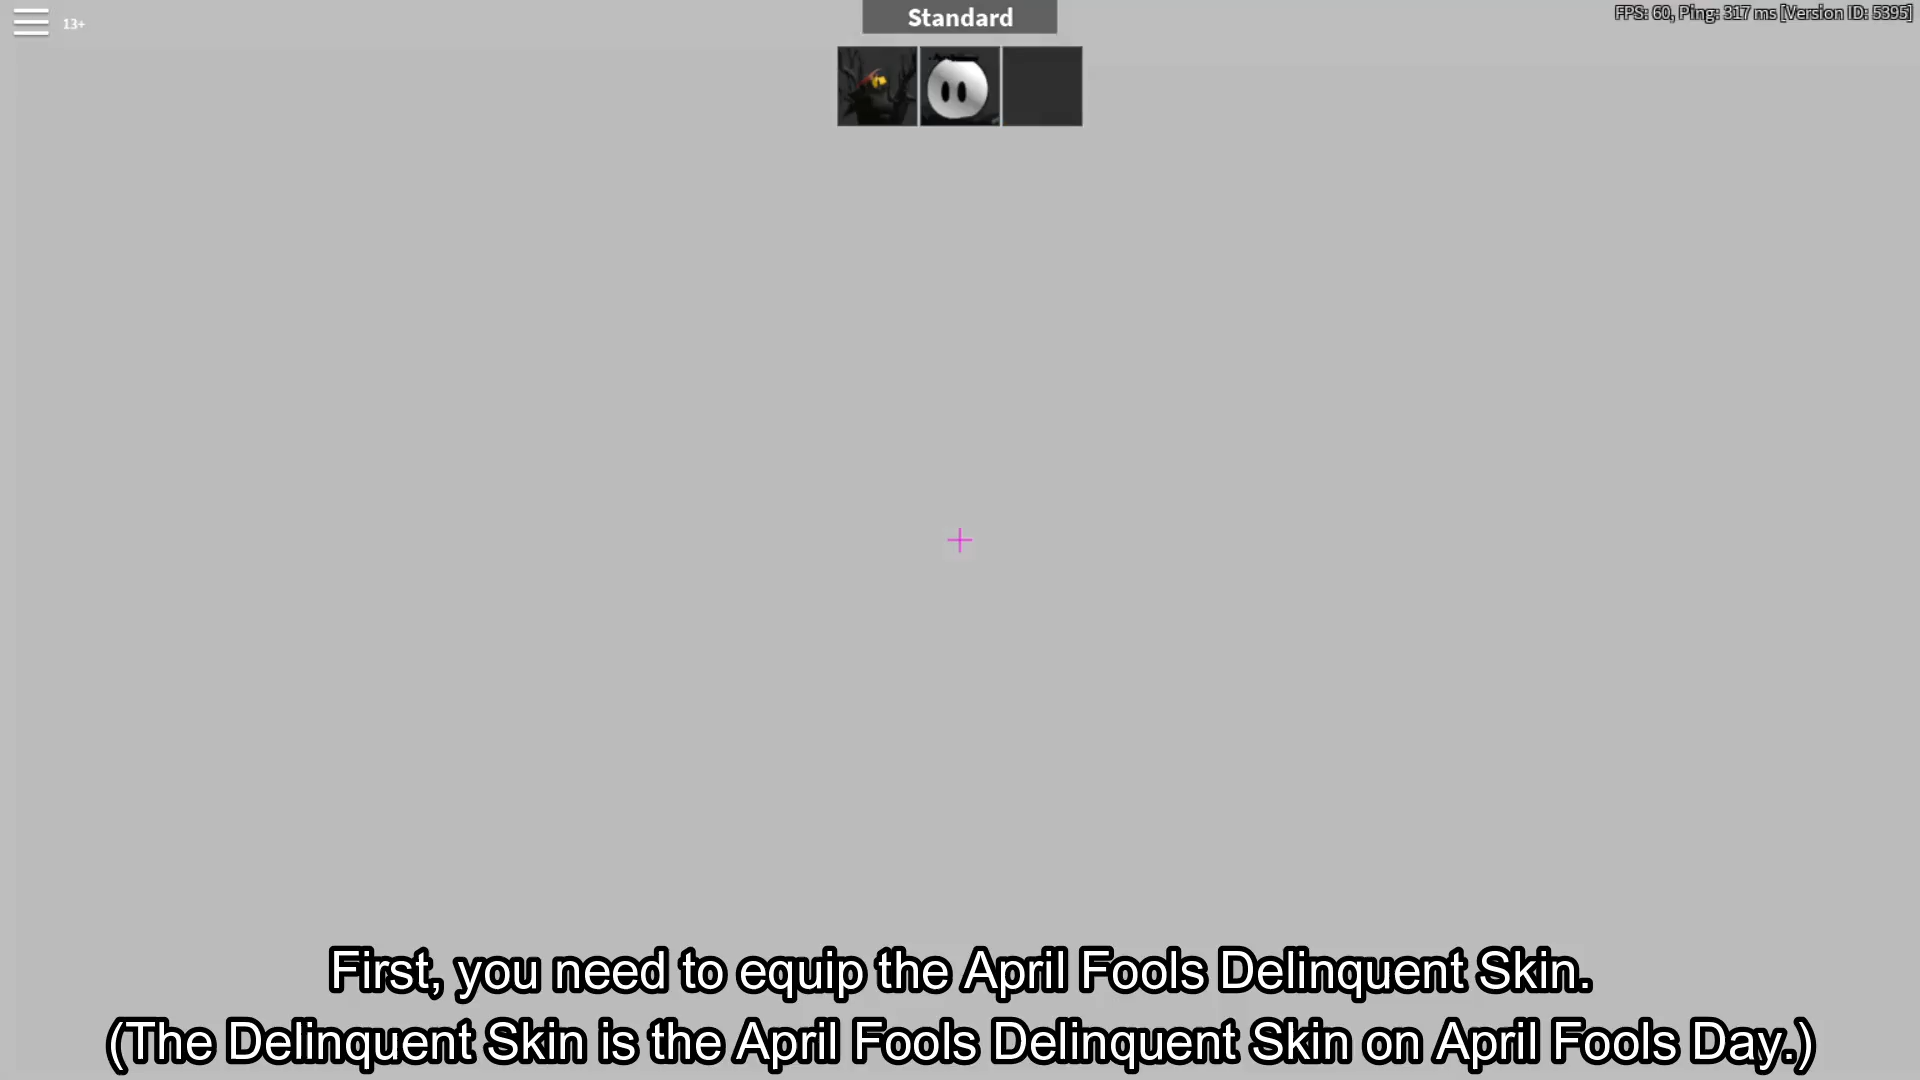 13+
Standard
FPS: 60, Ping: 317 ms [Version ID: 5395]
First, you need to equip the April Fools Delinquent Skin.
(The Delinquent Skin is the April Fools Delinquent Skin on April Fools Day.)